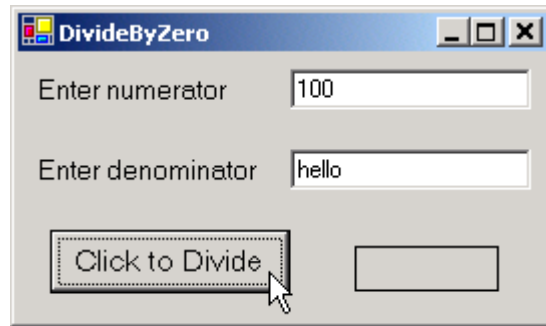 DivideByZero
Enter numerator 100
Enter denominator hello
Click to Divide